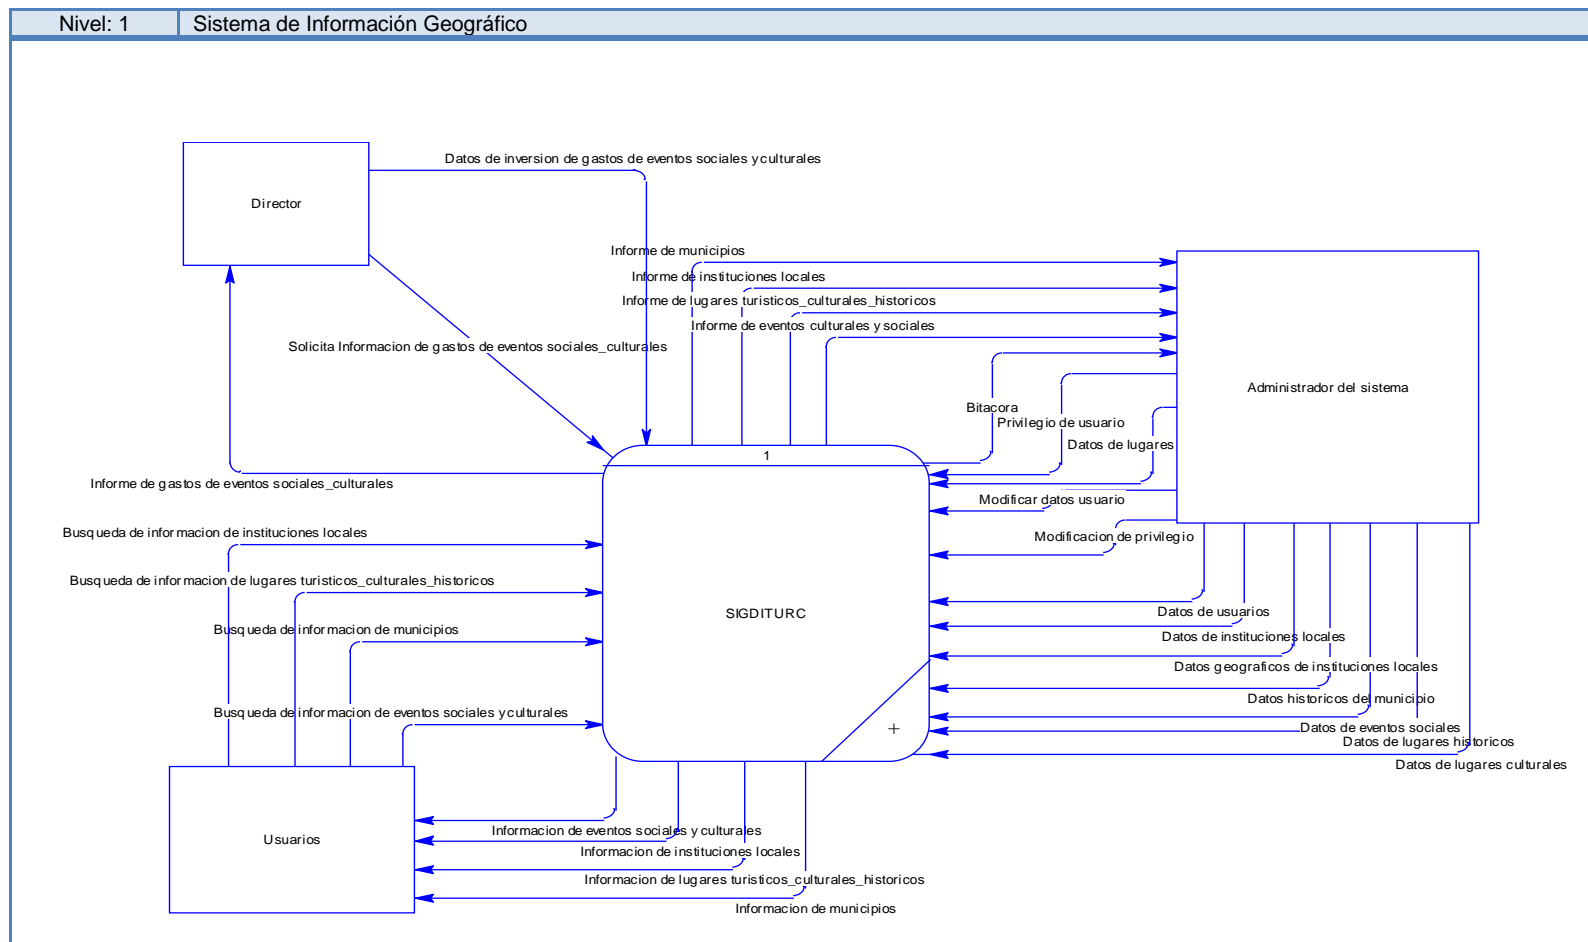 Nivel: 1 Sistema de Información Geográfico
Datos de inversion de gastos de eventos sociales y culturales
Director
Informe de municipios
Informe de instituciones locales
Informe de lugares turisticos_culturales_historicos
Informe de eventos culturales y sociales
Solicita Informacion de gastos de eventos sociales_culturales
Administrador del sistema
Bitacora
Privilegio de usuario
Datos de lugares
1
Informe de gastos de eventos sociales_culturales
Modificar datos usuario
Busqueda de informacion de instituciones locales
Modificacion de privilegio
Busqueda de informacion de lugares turisticos_culturales_historicos
SIGDITURC
Datos de usuarios
Busqueda de informacion de municipios
Datos de instituciones locales
Datos geograficos de instituciones locales
Datos historicos del municipio
Busqueda de informacion de eventos sociales y culturales
+
Datos de eventos sociales
Datos de lugares historicos
Datos de lugares culturales
Usuarios
Informacion de eventos sociales y culturales
Informacion de instituciones locales
Informacion de lugares turisticos_culturales_historicos
Informacion de municipios